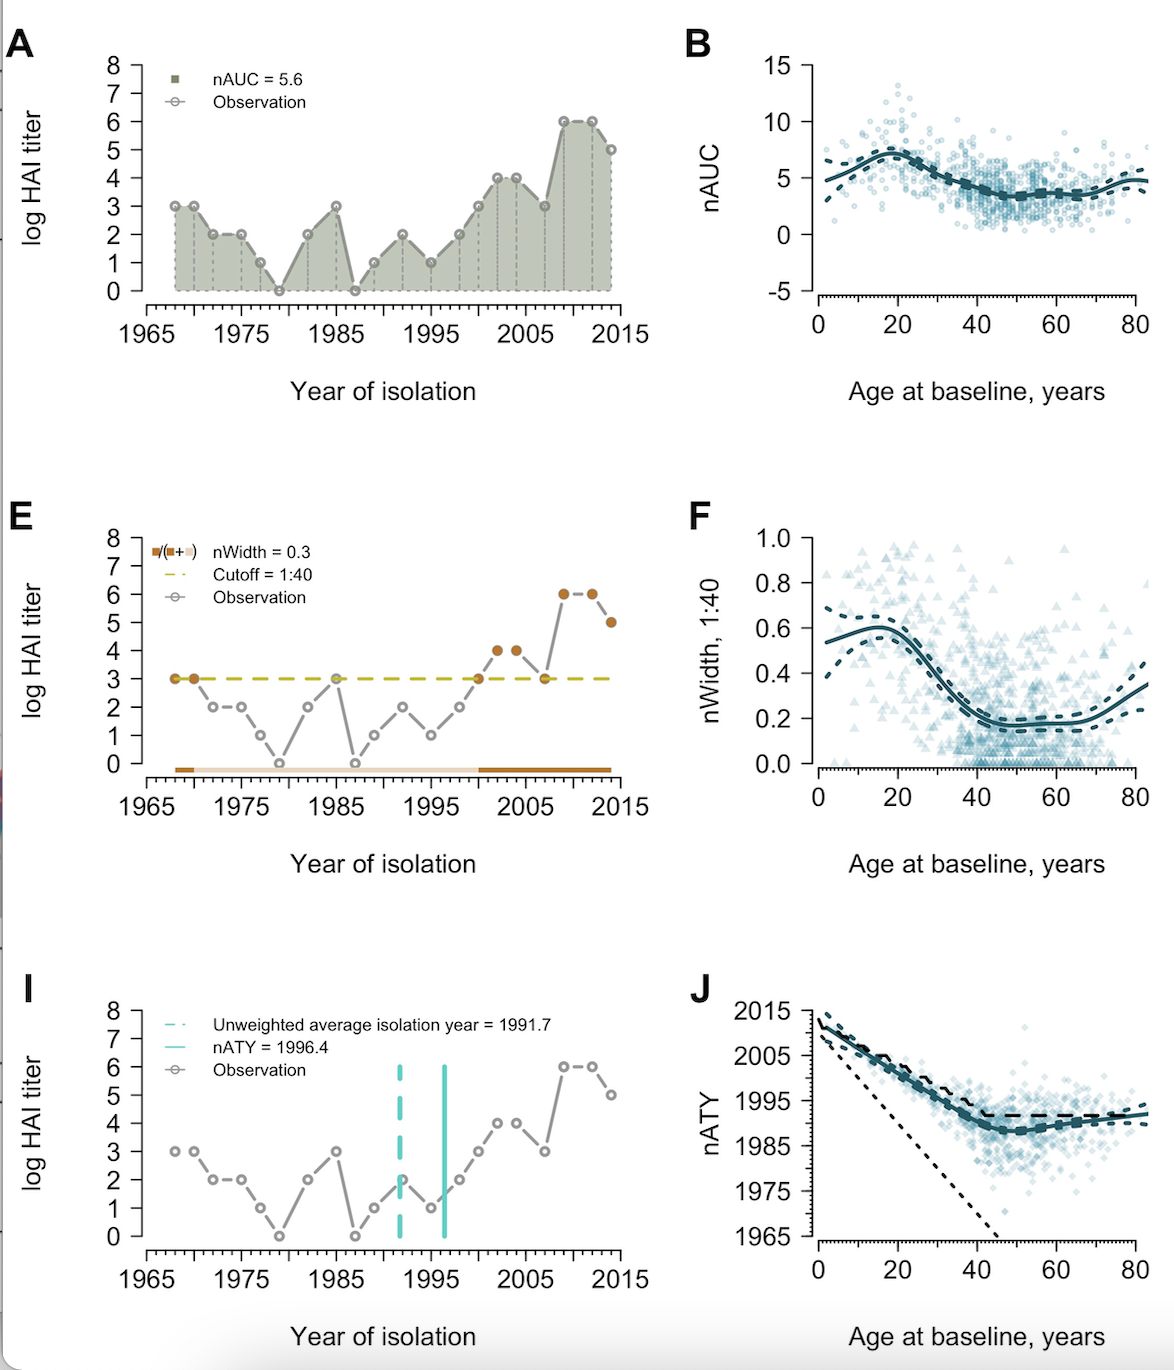 A
log HAI titer
8
7
6
5
4
3
2
1
0
nAUC = 5.6
Observation
1965 1975 1985 1995 2005 2015
Year of isolation
B
nAUC
15
10
5
0
-5
0 20 40 60 80
Age at baseline, years
E
log HAI titer
8
7
6
5
4
3
2
1
0
/( + ) nWidth = 0.3
Cutoff = 1:40
Observation
1965 1975 1985 1995 2005 2015
Year of isolation
F
nWidth, 1:40
1.0
0.8
0.6
0.4
0.2
0.0
0 20 40 60 80
Age at baseline, years
I
log HAI titer
8
7
6
5
4
3
2
1
0
Unweighted average isolation year = 1991.7
nATY = 1996.4
Observation
1965 1975 1985 1995 2005 2015
Year of isolation
J
nATY
2015
2005
1995
1985
1975
1965
0 20 40 60 80
Age at baseline, years